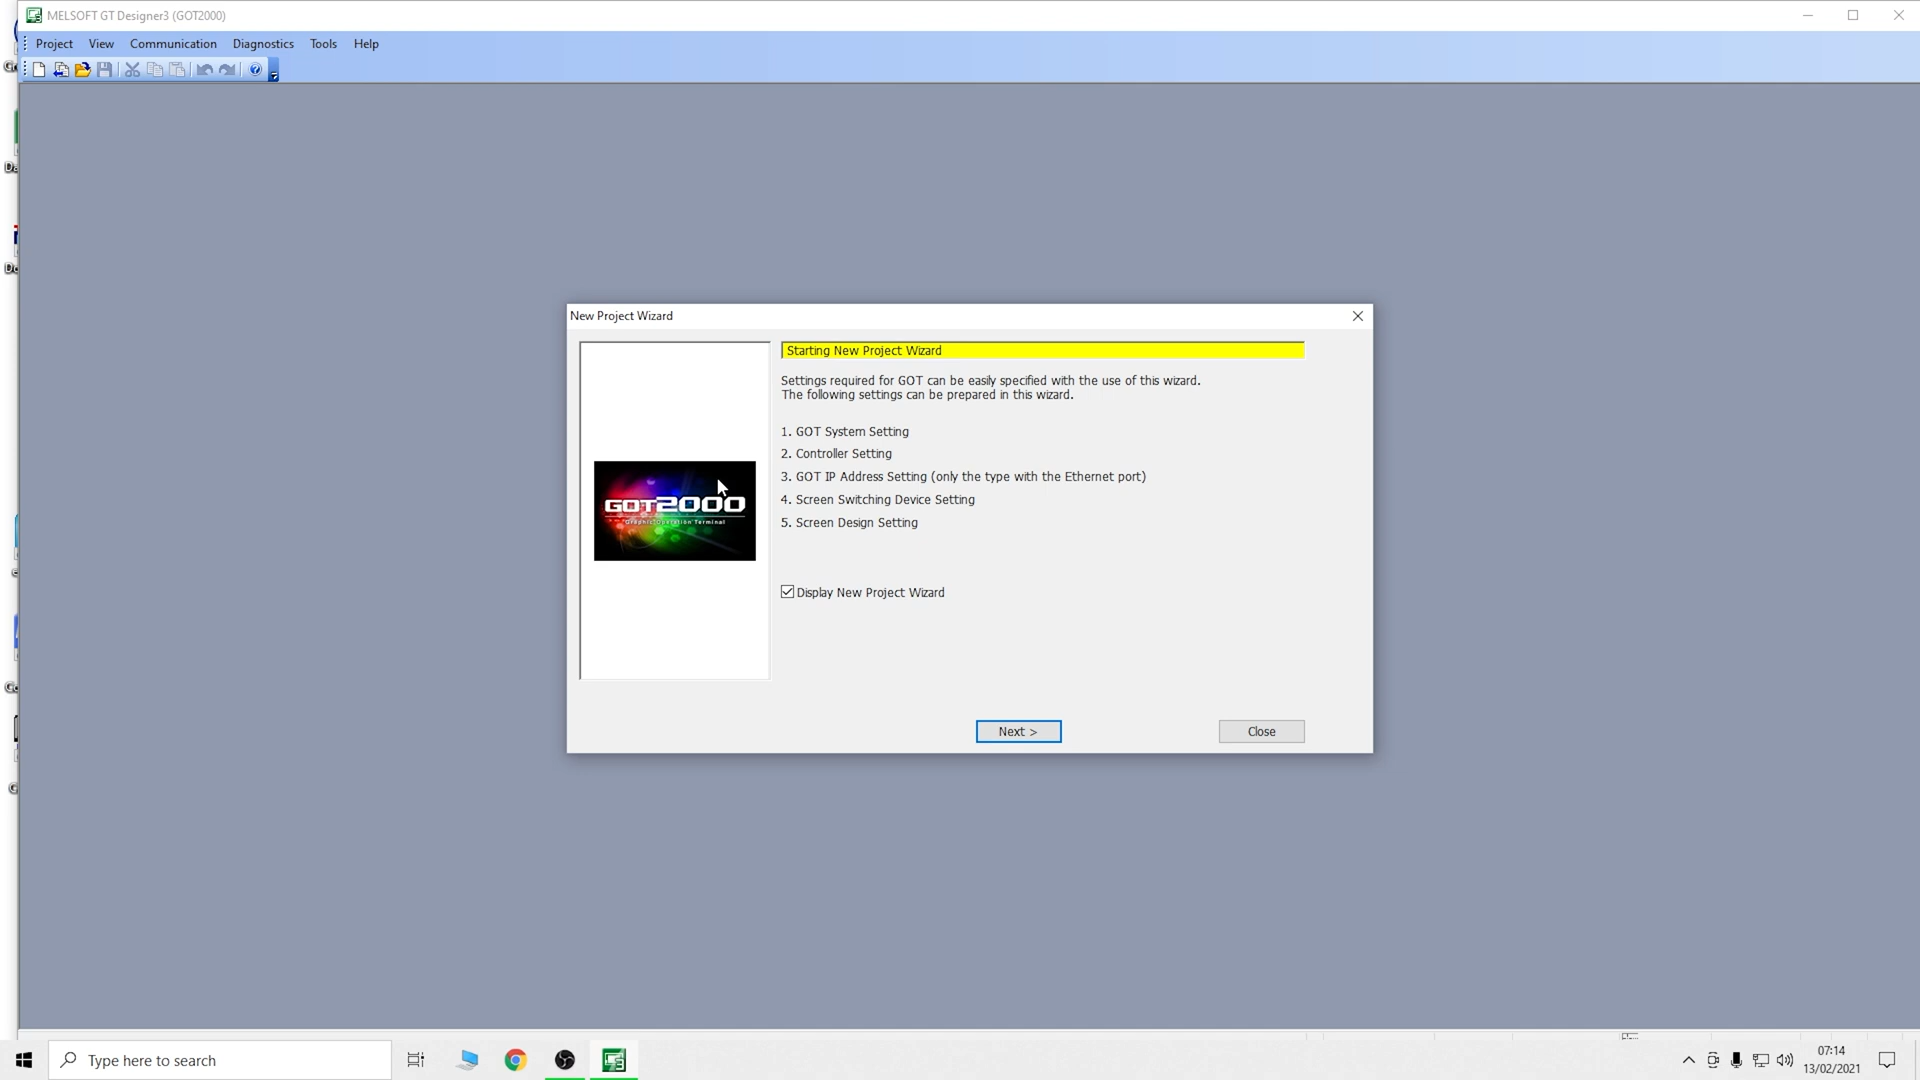 MELSOFT GT Designer3 (GOT2000)
Project View Communication Diagnostics Tools Help
New Project Wizard
Starting New Project Wizard
Settings required for GOT can be easily specified with the use of this wizard.
The following settings can be prepared in this wizard.
1. GOT System Setting
2. Controller Setting
3. GOT IP Address Setting (only the type with the Ethernet port)
4. Screen Switching Device Setting
5. Screen Design Setting
GOT2000
Graphic Operation Terminal
Display New Project Wizard
Next >
Close
Type here to search
07:14
13/02/2021